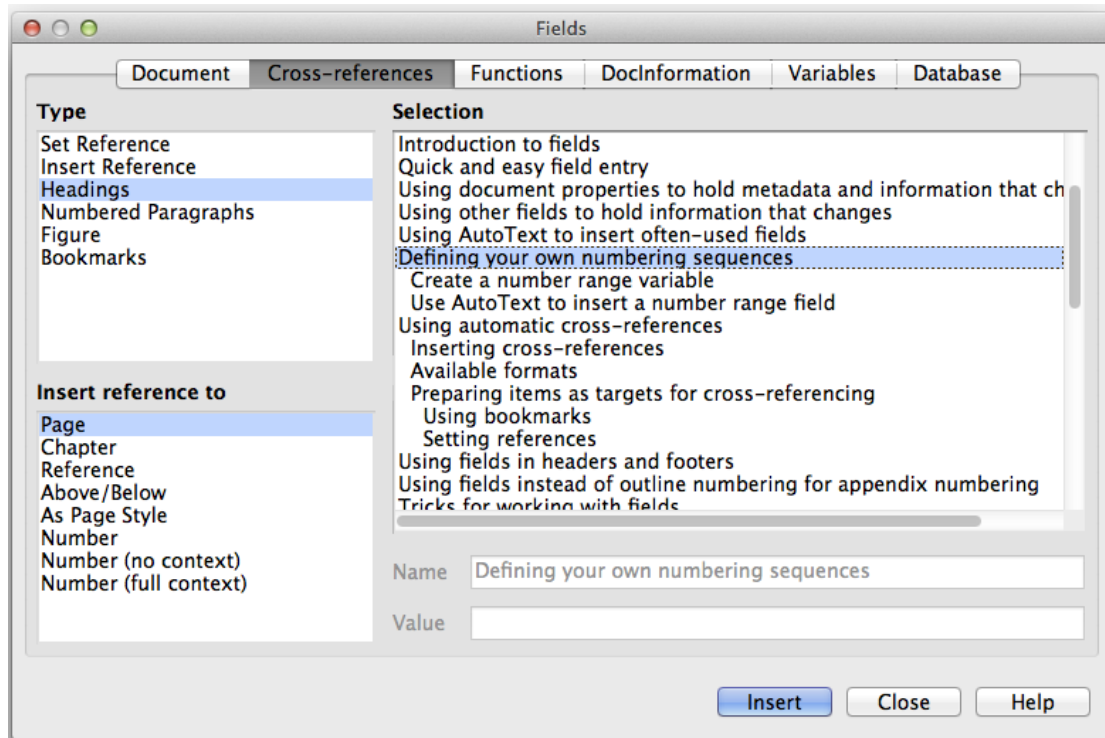 Fields
Document Cross-references Functions DocInformation Variables Database
Type
Set Reference
Insert Reference
Headings
Numbered Paragraphs
Figure
Bookmarks
Insert reference to
Page
Chapter
Reference
Above/Below
As Page Style
Number
Number (no context)
Number (full context)
Selection
Introduction to fields
Quick and easy field entry
Using document properties to hold metadata and information that ch
Using other fields to hold information that changes
Using AutoText to insert often-used fields
Defining your own numbering sequences
Create a number range variable
Use AutoText to insert a number range field
Using automatic cross-references
Inserting cross-references
Available formats
Preparing items as targets for cross-referencing
Using bookmarks
Setting references
Using fields in headers and footers
Using fields instead of outline numbering for appendix numbering
Tricks for working with fields
Name Defining your own numbering sequences
Value
Insert Close Help